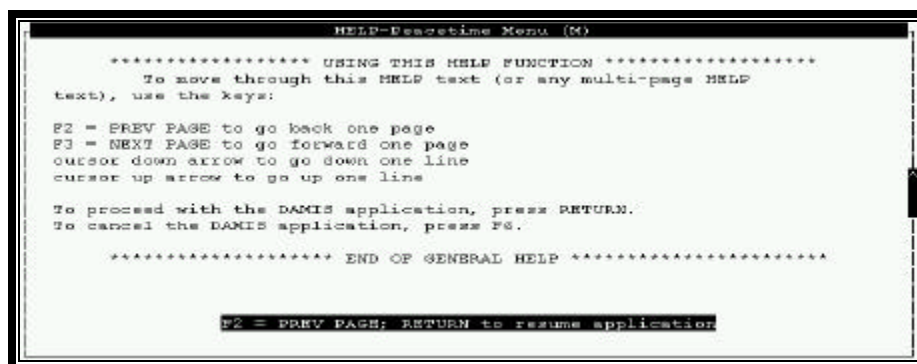 HELP-Peacetime Menu (M)
****************** USING THIS HELP FUNCTION *******************
To move through this HELP text (or any multi-page HELP
text), use the keys:
F2 = PREV PAGE to go back one page
F3 = NEXT PAGE to go forward one page
cursor down arrow to go down one line
cursor up arrow to go up one line
To proceed with the DAMIS application, press RETURN.
To cancel the DAMIS application, press F6.
******************** END OF GENERAL HELP ***********************
F2 = PREV PAGE; RETURN to resume application